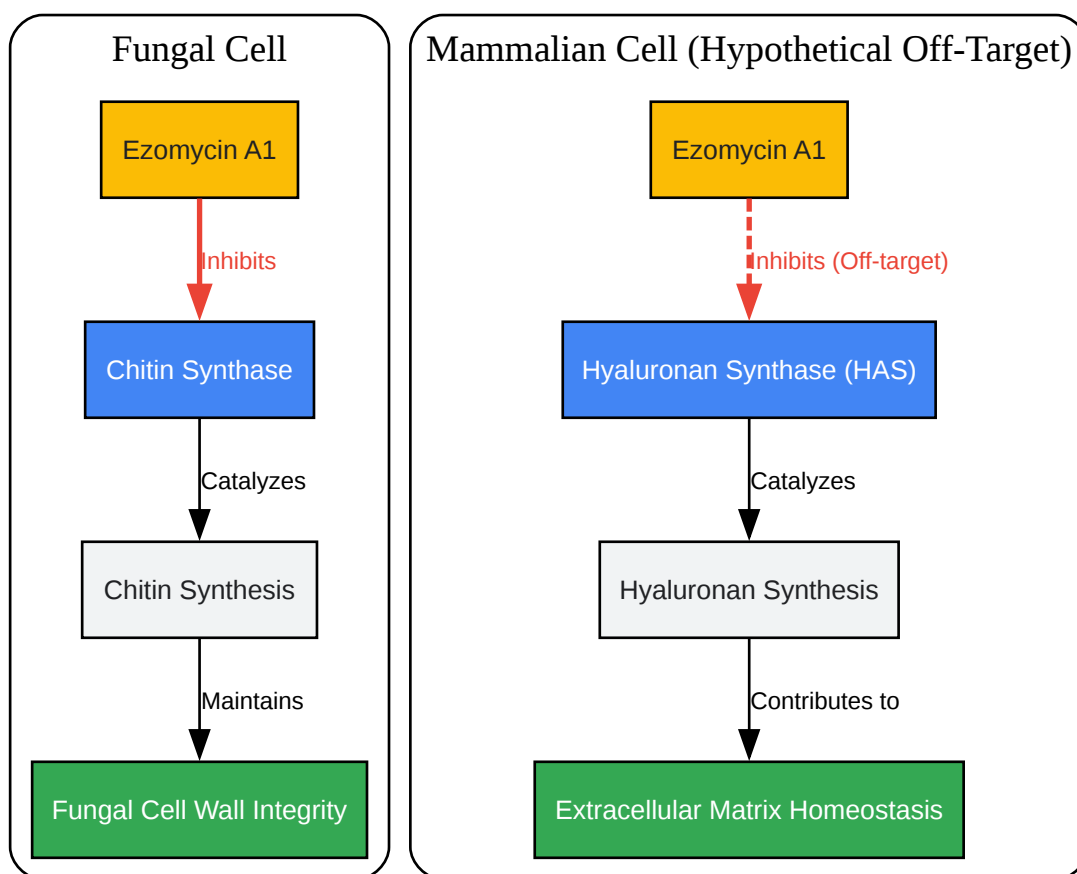 Fungal Cell
Ezomycin A1
Inhibits
Chitin Synthase
Catalyzes
Chitin Synthesis
Maintains
Fungal Cell Wall Integrity
Mammalian Cell (Hypothetical Off-Target)
Ezomycin A1
Inhibits (Off-target)
Hyaluronan Synthase (HAS)
Catalyzes
Hyaluronan Synthesis
Contributes to
Extracellular Matrix Homeostasis